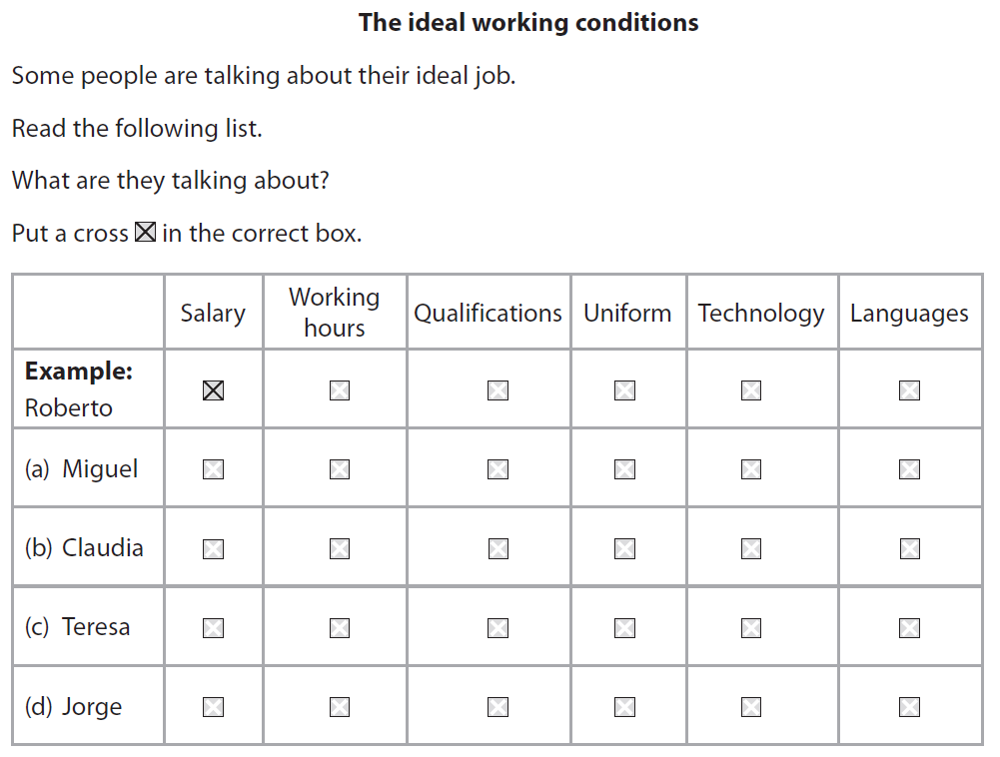 The ideal working conditions
Some people are talking about their ideal job.
Read the following list.
What are they talking about?
Put a cross ☒ in the correct box.
Salary Working hours Qualifications Uniform Technology Languages
Example: Roberto
(a) Miguel
(b) Claudia
(c) Teresa
(d) Jorge